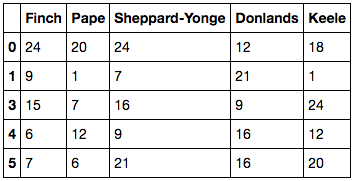 Finch Pape Sheppard-Yonge Donlands Keele
0 24 20 24 12 18
1 9 1 7 21 1
3 15 7 16 9 24
4 6 12 9 16 12
5 7 6 21 16 20